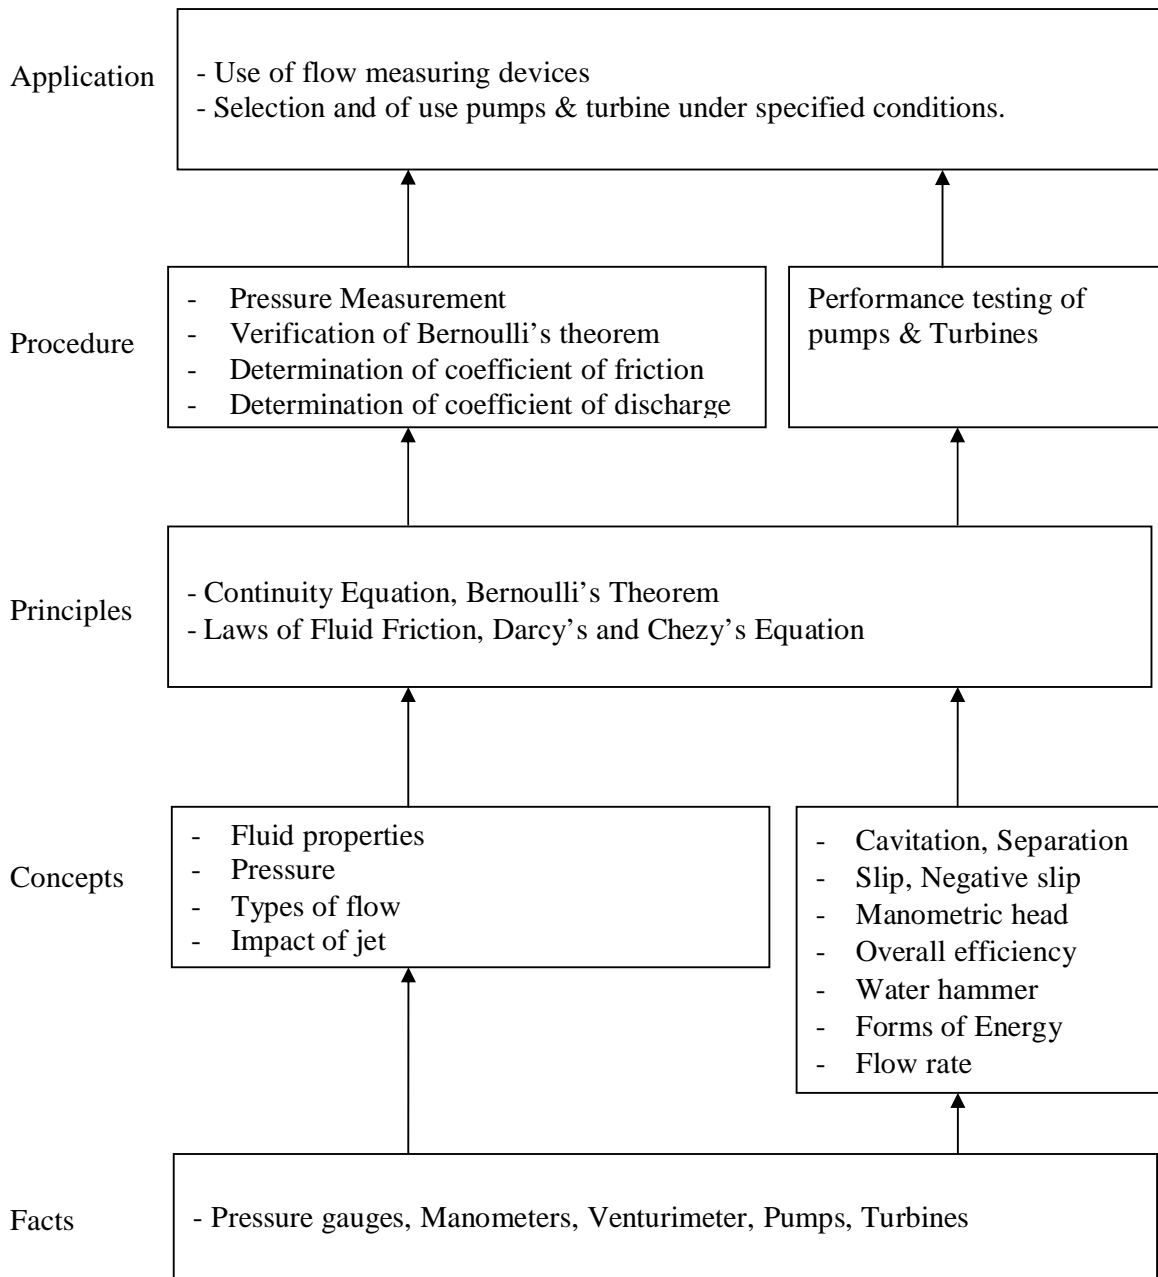 Application
- Use of flow measuring devices
- Selection and of use pumps & turbine under specified conditions.
Procedure
- Pressure Measurement
- Verification of Bernoulli’s theorem
- Determination of coefficient of friction
- Determination of coefficient of discharge
Performance testing of
pumps & Turbines
Principles
- Continuity Equation, Bernoulli’s Theorem
- Laws of Fluid Friction, Darcy’s and Chezy’s Equation
Concepts
- Fluid properties
- Pressure
- Types of flow
- Impact of jet
- Cavitation, Separation
- Slip, Negative slip
- Manometric head
- Overall efficiency
- Water hammer
- Forms of Energy
- Flow rate
Facts
- Pressure gauges, Manometers, Venturimeter, Pumps, Turbines